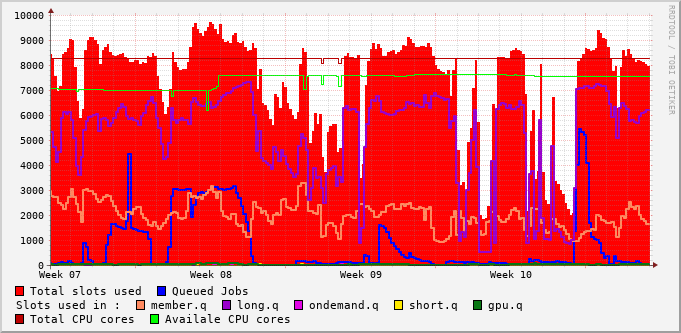 10000
9000
8000
7000
6000
5000
4000
3000
2000
1000
0
Week 07 Week 08 Week 09 Week 10
RRDTOOL / TOBI OETIKER
Total slots used Queued Jobs
Slots used in : member.q long.q ondemand.q short.q gpu.q
Total CPU cores Availale CPU cores